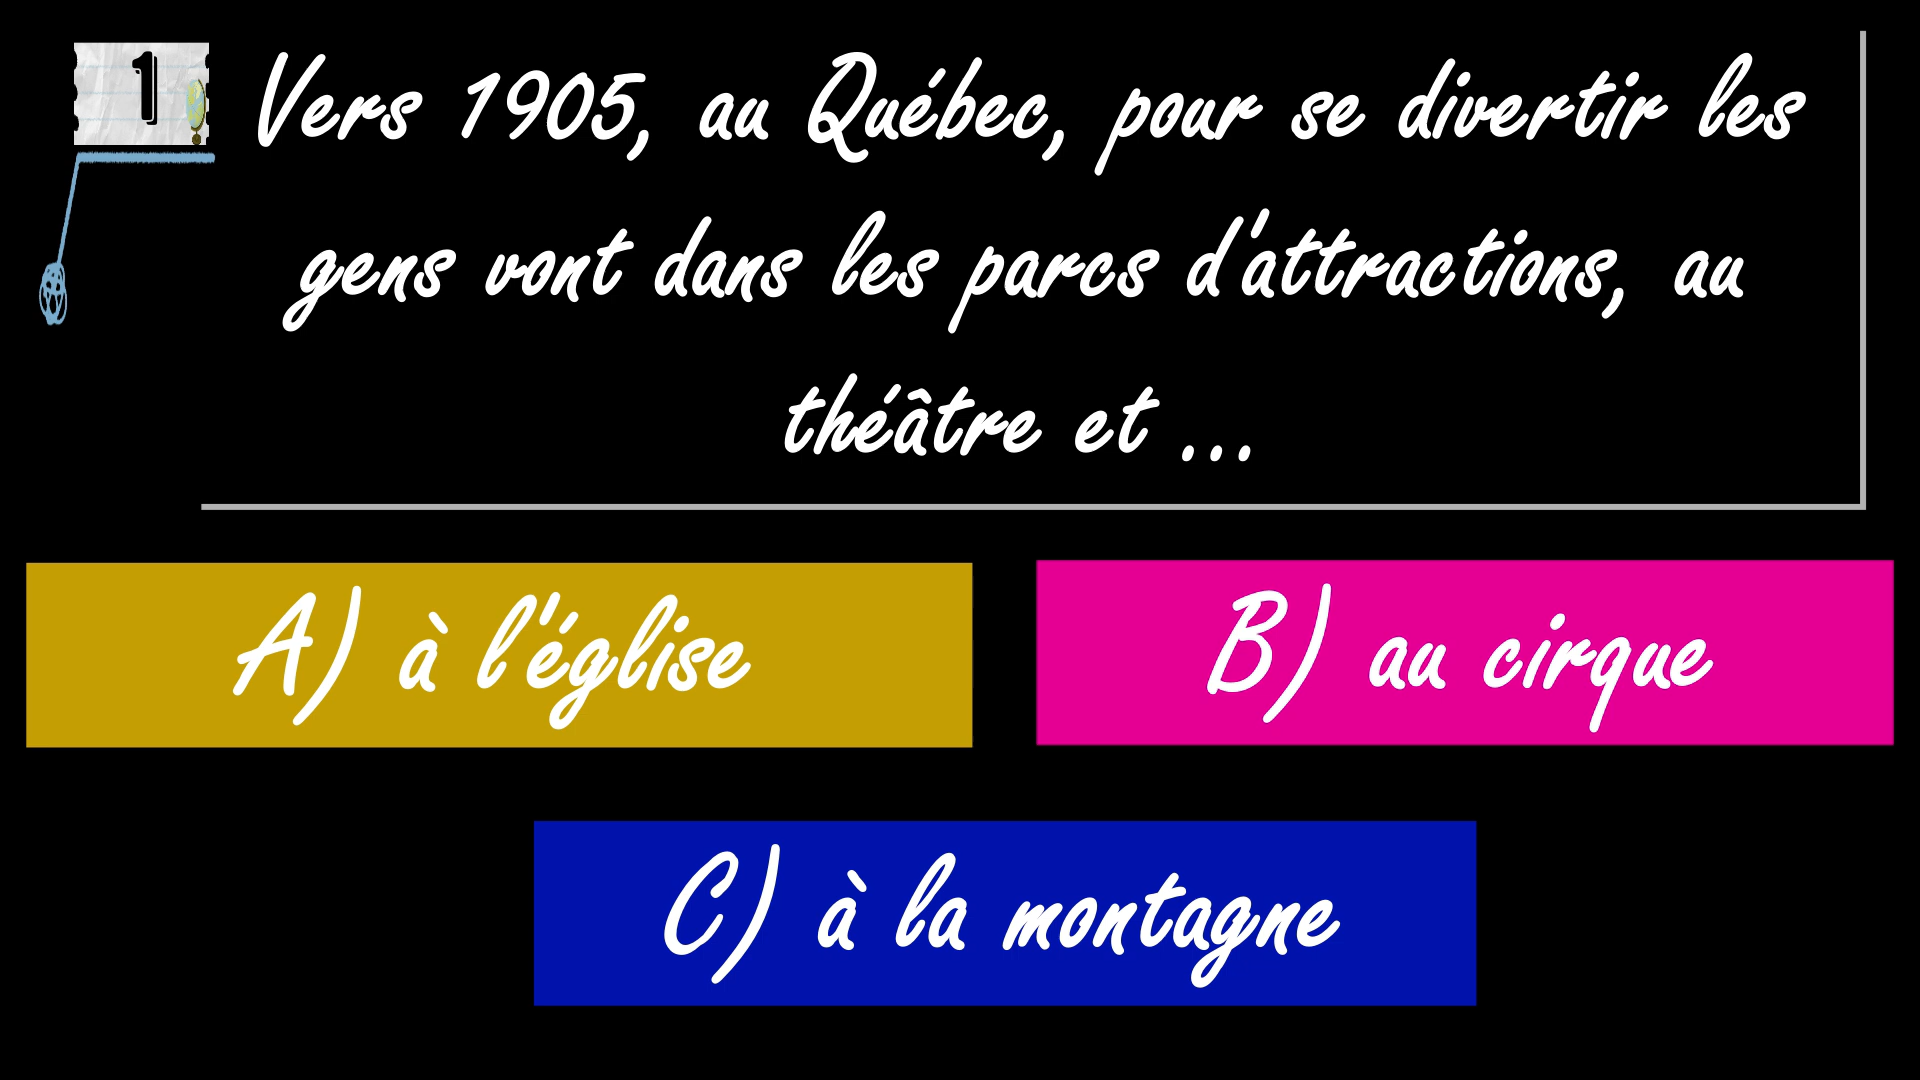 1
Vers 1905, au Québec, pour se divertir les
gens vont dans les parcs d'attractions, au
théâtre et ...
A) à l'église
B) au cirque
C) à la montagne